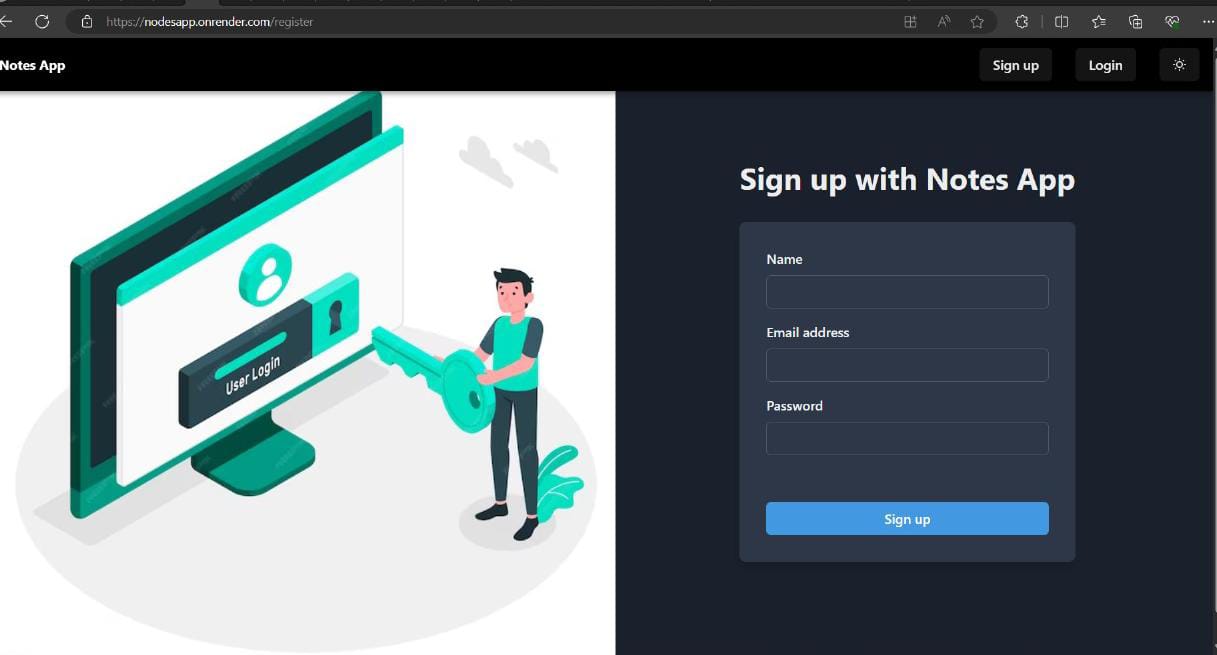 https://nodesapp.onrender.com/register
Notes App
Sign up
Login
User Login
Sign up with Notes App
Name
Email address
Password
Sign up